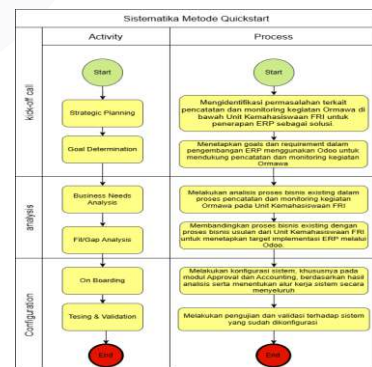 Sistematika Metode Quickstart
Activity
Process
kick-off call
Start
Start
Strategic Planning
Mengidentifikasi permasalahan terkait
pencatatan dan monitoring kegiatan Ormawa di
bawah Unit Kemahasiswaan FRI untuk
penerapan ERP sebagai solusi.
Goal Determination
Menetapkan goals dan requirement dalam
pengembangan ERP menggunakan Odoo untuk
mendukung pencatatan dan monitoring kegiatan
Ormawa
analysis
Business Needs
Analysis
Melakukan analisis proses bisnis existing dalam
proses pencatatan dan monitoring kegiatan
Ormawa pada Unit Kemahasiswaan FRI
Fit/Gap Analysis
Membandingkan proses bisnis existing dengan
proses bisnis usulan dari Unit Kemahasiswaan FRI
untuk menetapkan target implementasi ERP melalui
Odoo.
Configuration
On Boarding
Melakukan konfigurasi sistem, khususnya pada
modul Approval dan Accounting, berdasarkan hasil
analisis serta menentukan alur kerja sistem secara
menyeluruh
Tesing & Validation
Melakukan pengujian dan validasi terhadap sistem
yang sudah dikonfigurasi
End
End